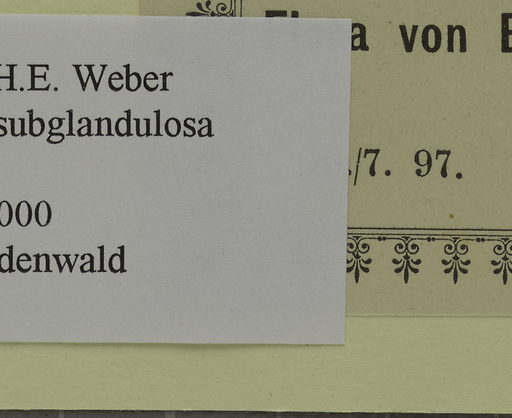 H.E. Weber
subglandulosa
000
denwald
a von
/7. 97.